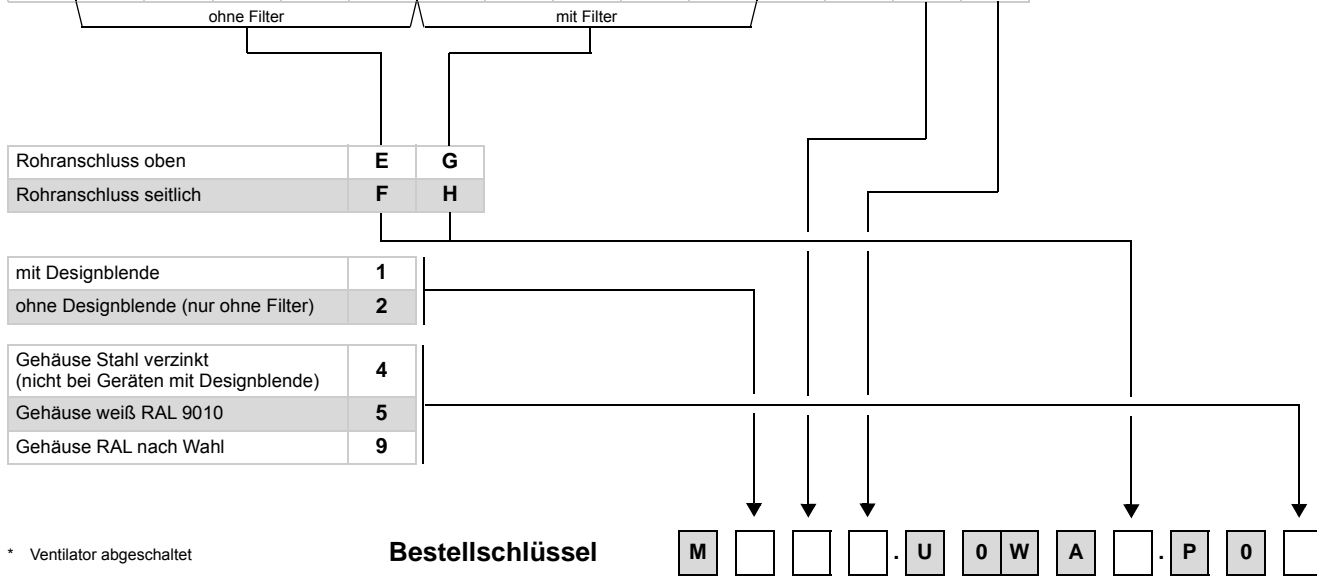 ohne Filter mit Filter
Rohranschluss oben E G
Rohranschluss seitlich F H
mit Designblende 1
ohne Designblende (nur ohne Filter) 2
Gehäuse Stahl verzinkt
(nicht bei Geräten mit Designblende) 4
Gehäuse weiß RAL 9010 5
Gehäuse RAL nach Wahl 9
* Ventilator abgeschaltet Bestellschlüssel M . U 0 W A . P 0